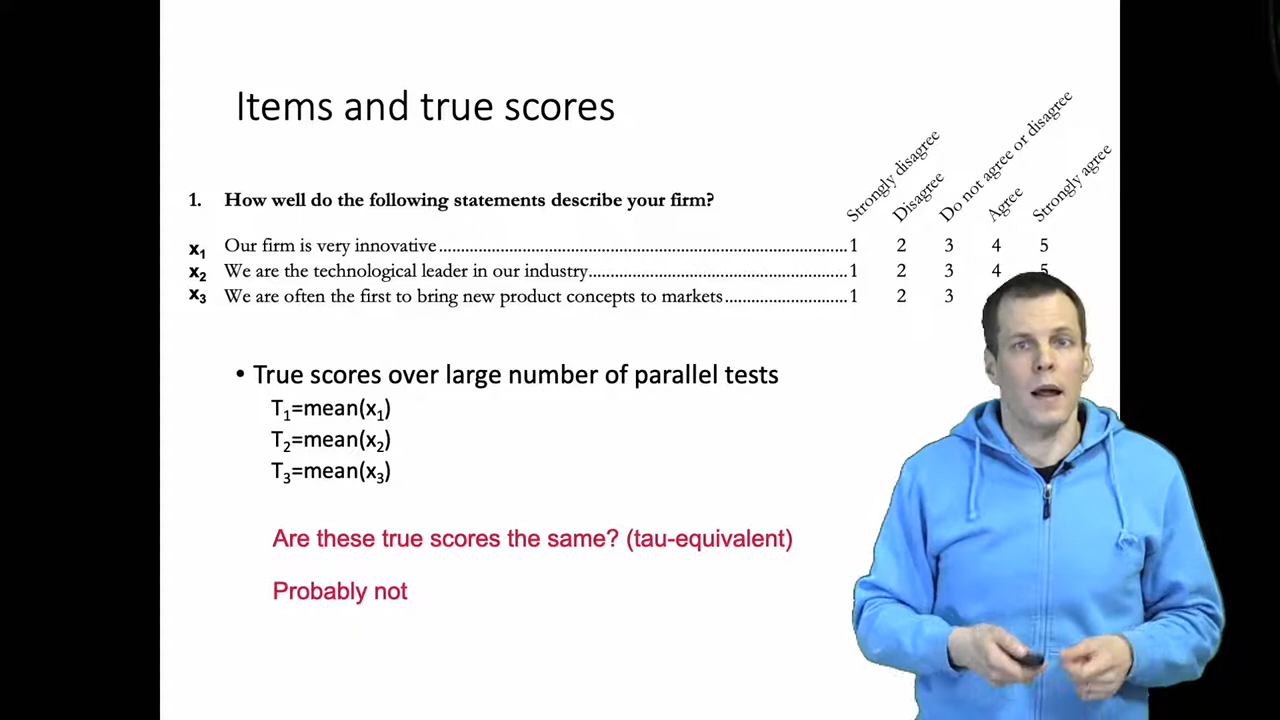 Items and true scores
Strongly disagree
Disagree
Do not agree or disagree
Agree
Strongly agree
1. How well do the following statements describe your firm?
x1 Our firm is very innovative 1 2 3 4 5
x2 We are the technological leader in our industry 1 2 3 4 5
x3 We are often the first to bring new product concepts to markets 1 2 3
• True scores over large number of parallel tests
T1=mean(x1)
T2=mean(x2)
T3=mean(x3)
Are these true scores the same? (tau-equivalent)
Probably not